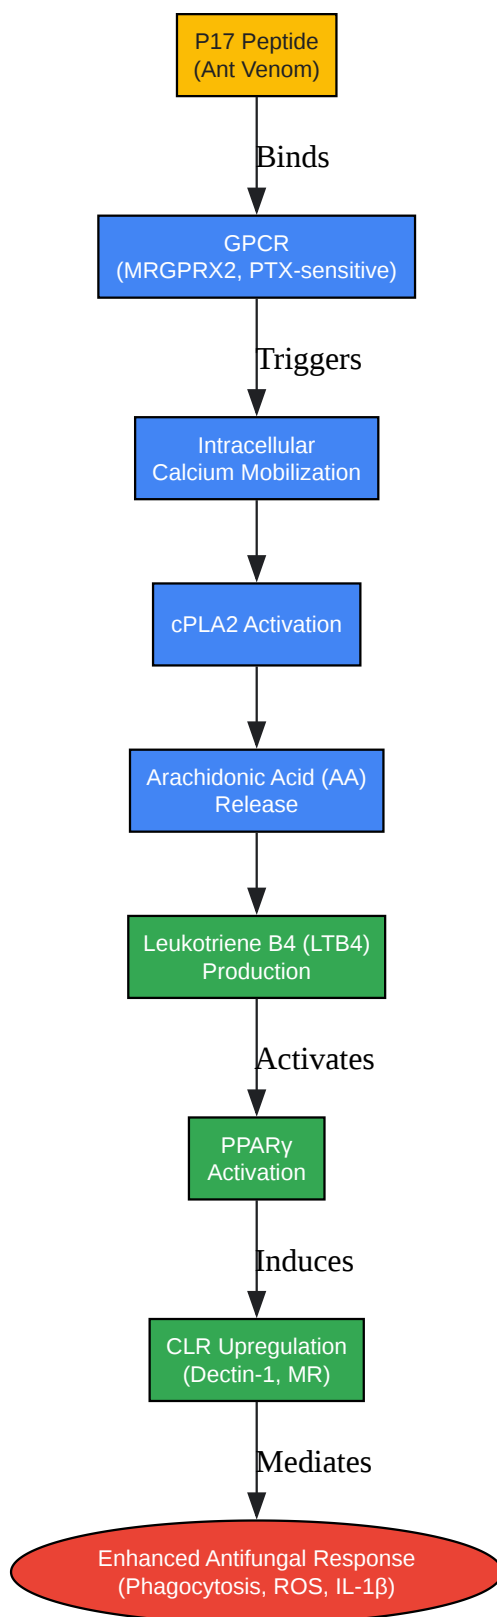 P17 Peptide
(Ant Venom)
Binds
GPCR
(MRGPRX2, PTX-sensitive)
Triggers
Intracellular
Calcium Mobilization
cPLA2 Activation
Arachidonic Acid (AA)
Release
Leukotriene B4 (LTB4)
Production
Activates
PPARγ
Activation
Induces
CLR Upregulation
(Dectin-1, MR)
Mediates
Enhanced Antifungal Response
(Phagocytosis, ROS, IL-1β)